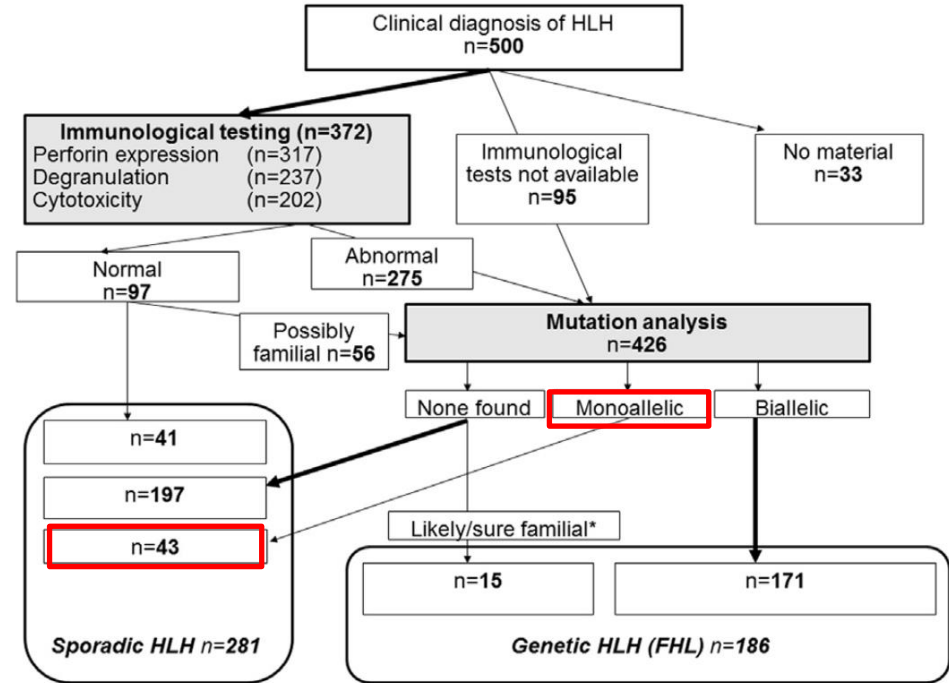 Clinical diagnosis of HLH
n=500
Immunological testing (n=372)
Perforin expression (n=317)
Degranulation (n=237)
Cytotoxicity (n=202)
Immunological
tests not available
n=95
No material
n=33
Normal
n=97
Abnormal
n=275
Possibly
familial n=56
Mutation analysis
n=426
None found
Monoallelic
Biallelic
n=41
n=197
n=43
Sporadic HLH n=281
Likely/sure familial*
n=15
n=171
Genetic HLH (FHL) n=186